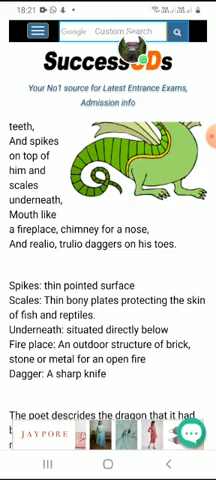 18:21
Google Custom Search
SuccessCDs
Your No1 source for Latest Entrance Exams,
Admission info
teeth,
And spikes
on top of
him and
scales
underneath,
Mouth like
a fireplace, chimney for a nose,
And realio, trulio daggers on his toes.
Spikes: thin pointed surface
Scales: Thin bony plates protecting the skin
of fish and reptiles.
Underneath: situated directly below
Fire place: An outdoor structure of brick,
stone or metal for an open fire
Dagger: A sharp knife
The poet descrides the dragon that it had
JAYPORE